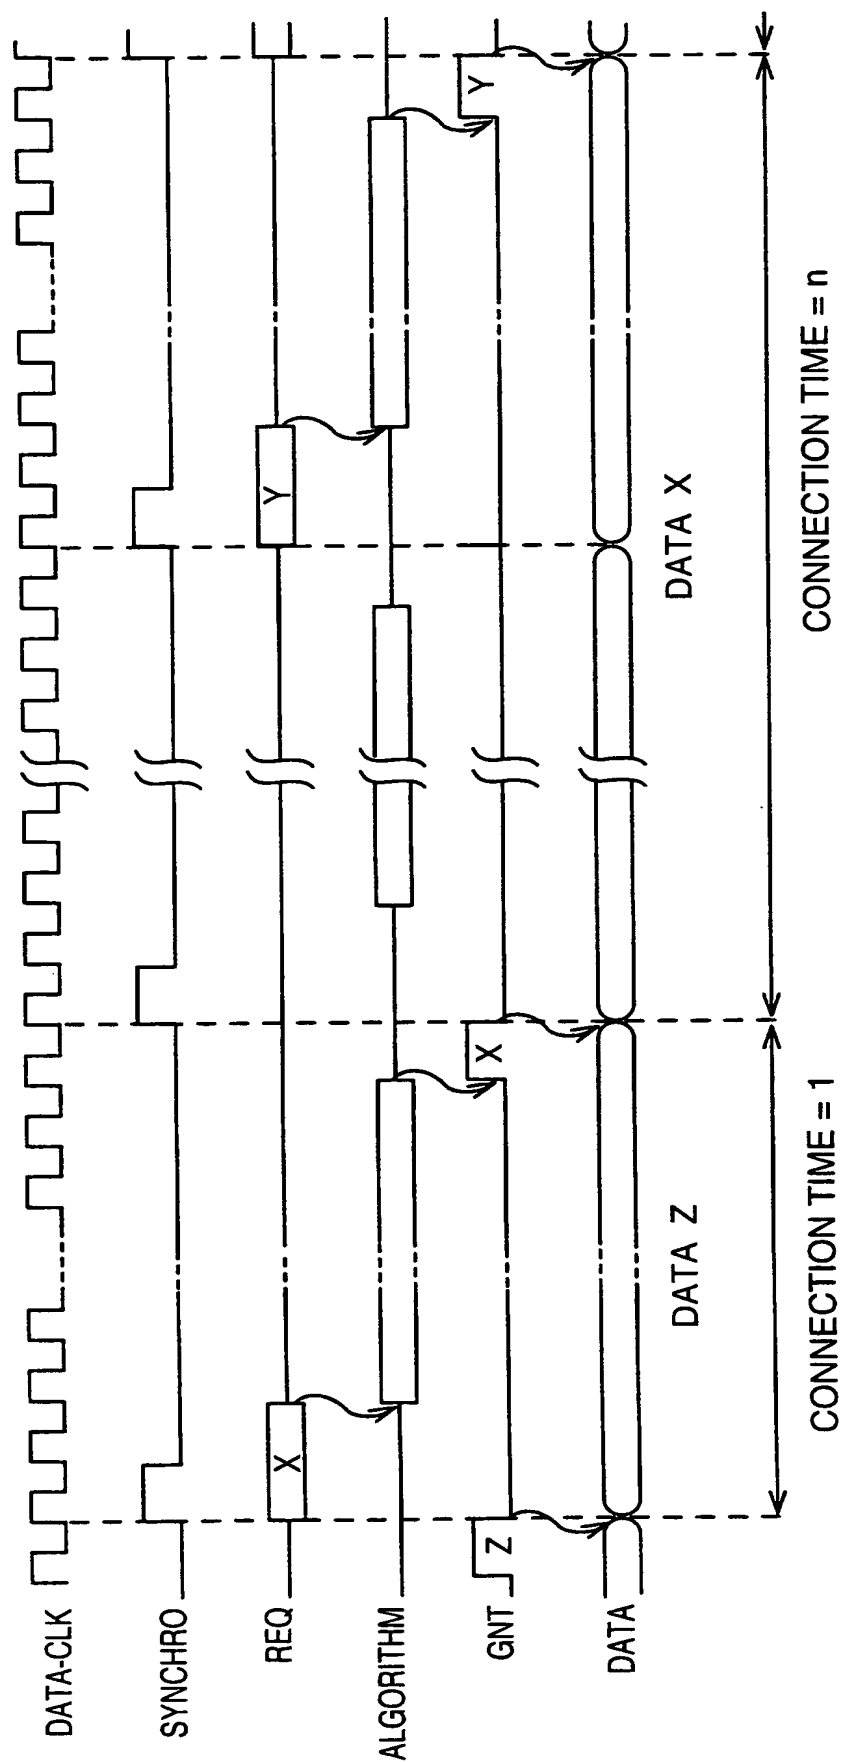 DATA-CLK
SYNCHRO
REQ
X
Y
ALGORITHM
GNT
Z
X
Y
DATA
DATA Z
DATA X
CONNECTION TIME = 1
CONNECTION TIME = n